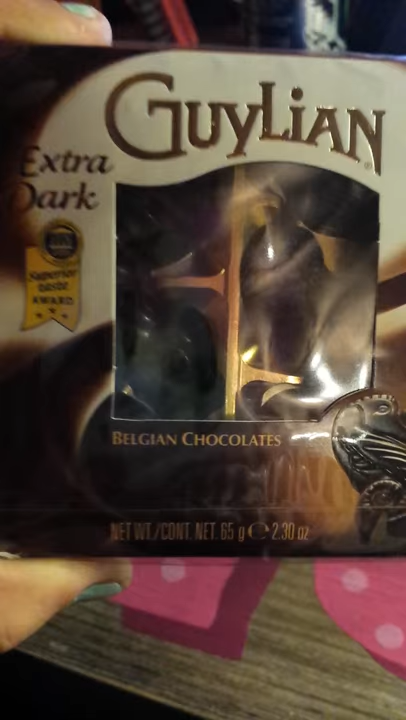 GUYLIAN
Extra
Dark
Superior
taste
AWARD
BELGIAN CHOCOLATES
NET WT./CONT. NET. 65 g ℮ 2.30 oz